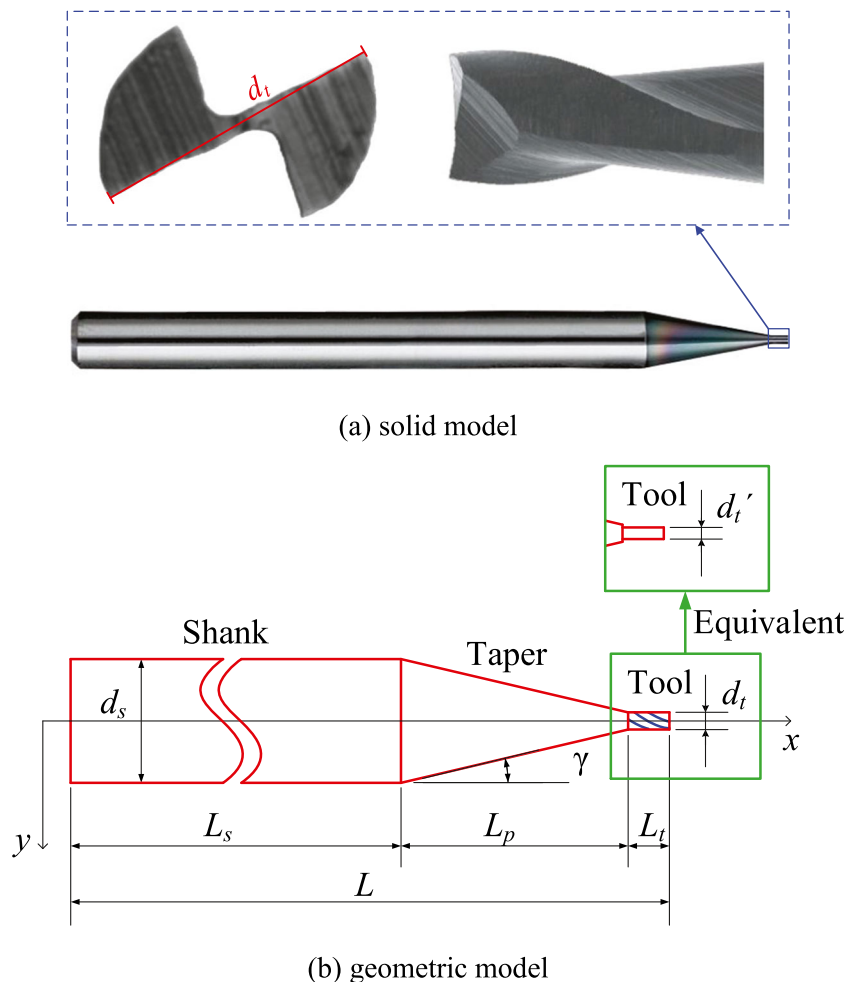 dt
(a) solid model
Tool
dt´
Equivalent
Shank
Taper
Tool
ds
dt
x
γ
y
Ls
Lp
Lt
L
(b) geometric model